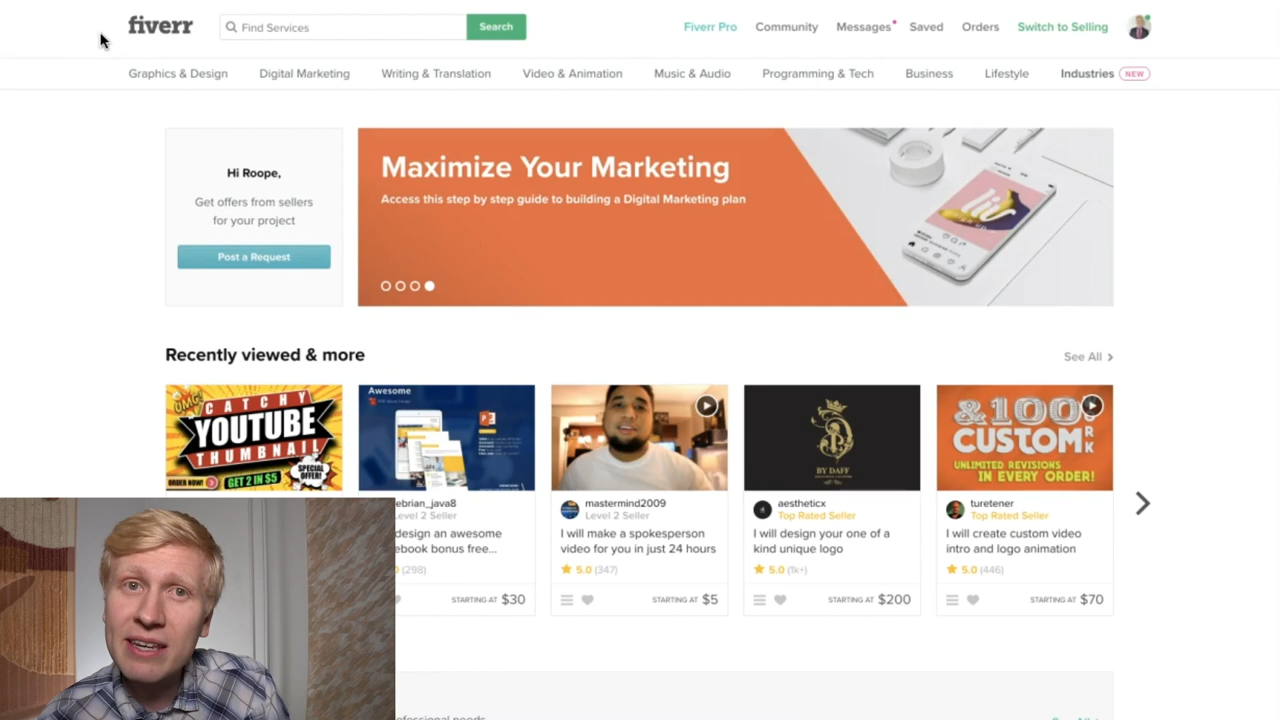 fiverr
Find Services
Search
Fiverr Pro
Community
Messages
Saved
Orders
Switch to Selling
Graphics & Design
Digital Marketing
Writing & Translation
Video & Animation
Music & Audio
Programming & Tech
Business
Lifestyle
Industries
NEW
Hi Roope,
Get offers from sellers
for your project
Post a Request
Maximize Your Marketing
Access this step by step guide to building a Digital Marketing plan
Recently viewed & more
See All
OMG!
CATCHY
YOUTUBE
THUMBNAIL
ORDER NOW!
GET 2 IN $5
SPECIAL
OFFER!
Awesome
ebrian_java8
Level 2 Seller
design an awesome
ebook bonus free...
(298)
STARTING AT $30
mastermind2009
Level 2 Seller
I will make a spokesperson
video for you in just 24 hours
5.0 (347)
STARTING AT $5
BY DAFF
aestheticx
Top Rated Seller
I will design your one of a
kind unique logo
5.0 (1k+)
STARTING AT $200
&100%
CUSTOM
UNLIMITED REVISIONS
IN EVERY ORDER!
turetener
Top Rated Seller
I will create custom video
intro and logo animation
5.0 (446)
STARTING AT $70